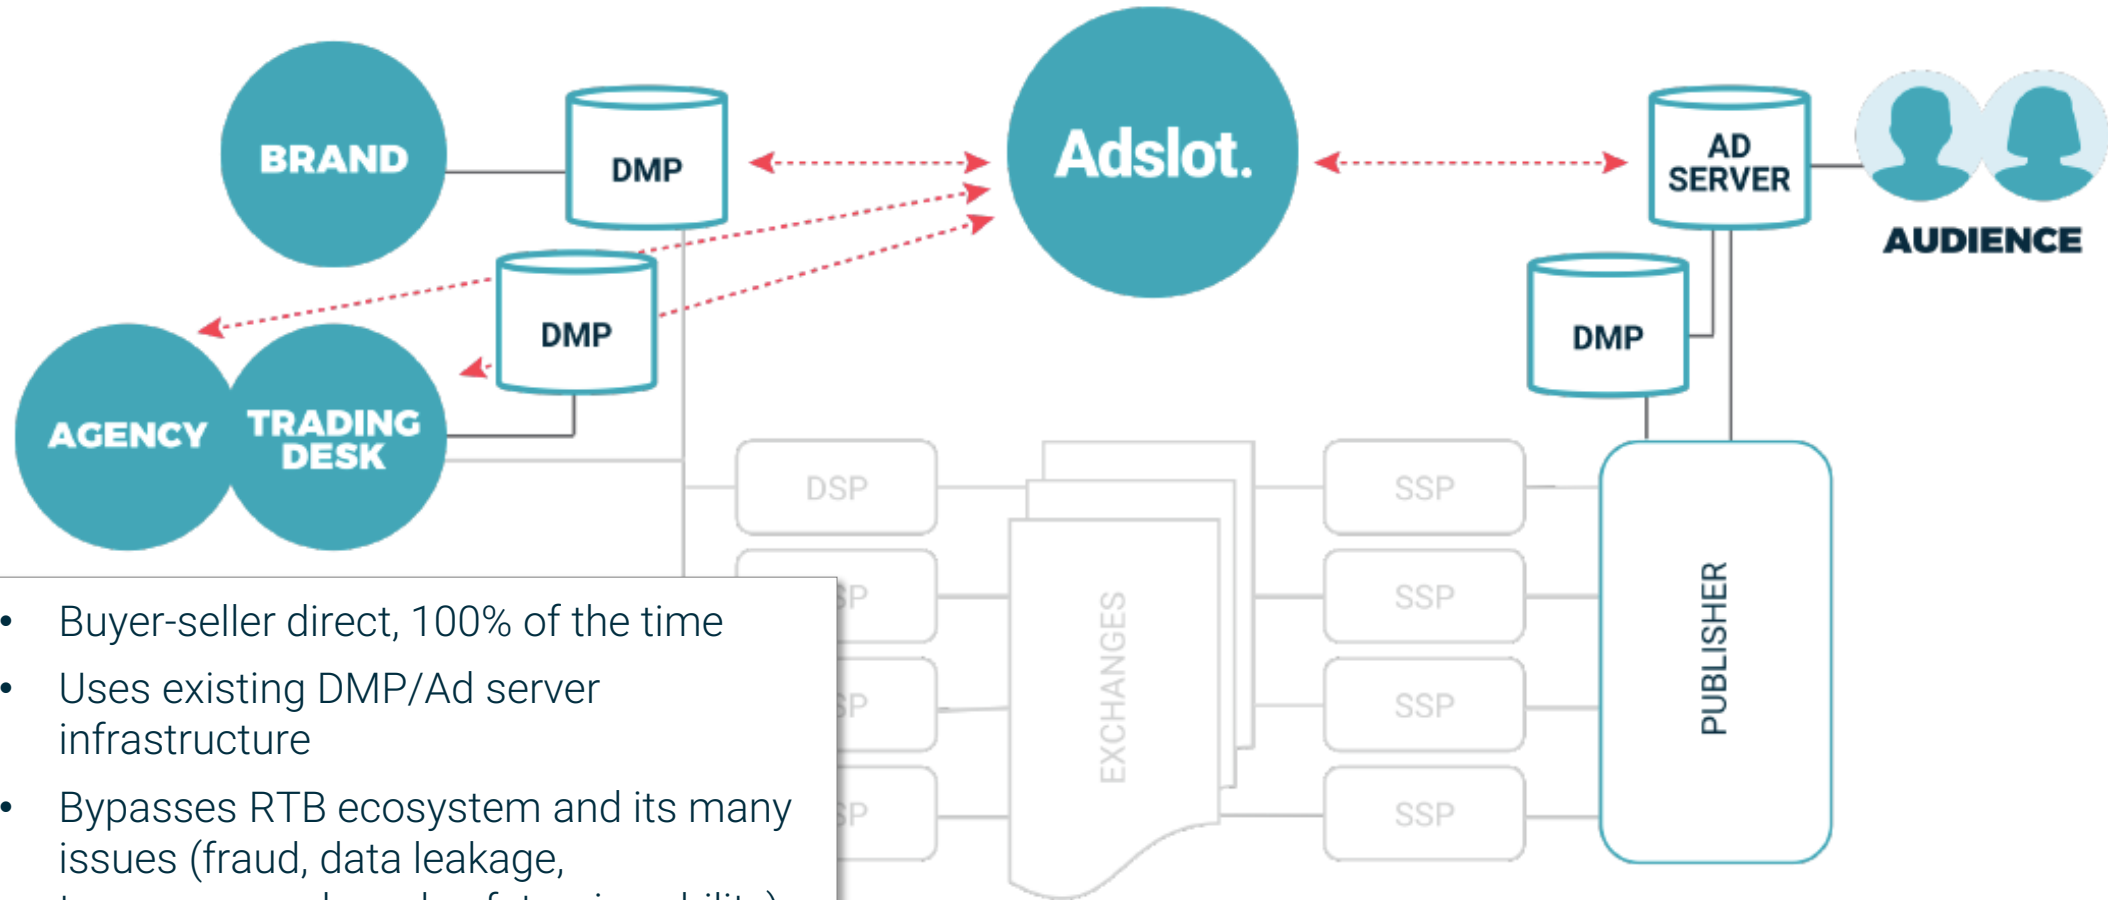 BRAND
DMP
Adslot.
AD
SERVER
AUDIENCE
DMP
DMP
AGENCY
TRADING
DESK
DSP
SSP
SSP
SSP
SSP
EXCHANGES
PUBLISHER
• Buyer-seller direct, 100% of the time
• Uses existing DMP/Ad server
infrastructure
• Bypasses RTB ecosystem and its many
issues (fraud, data leakage,